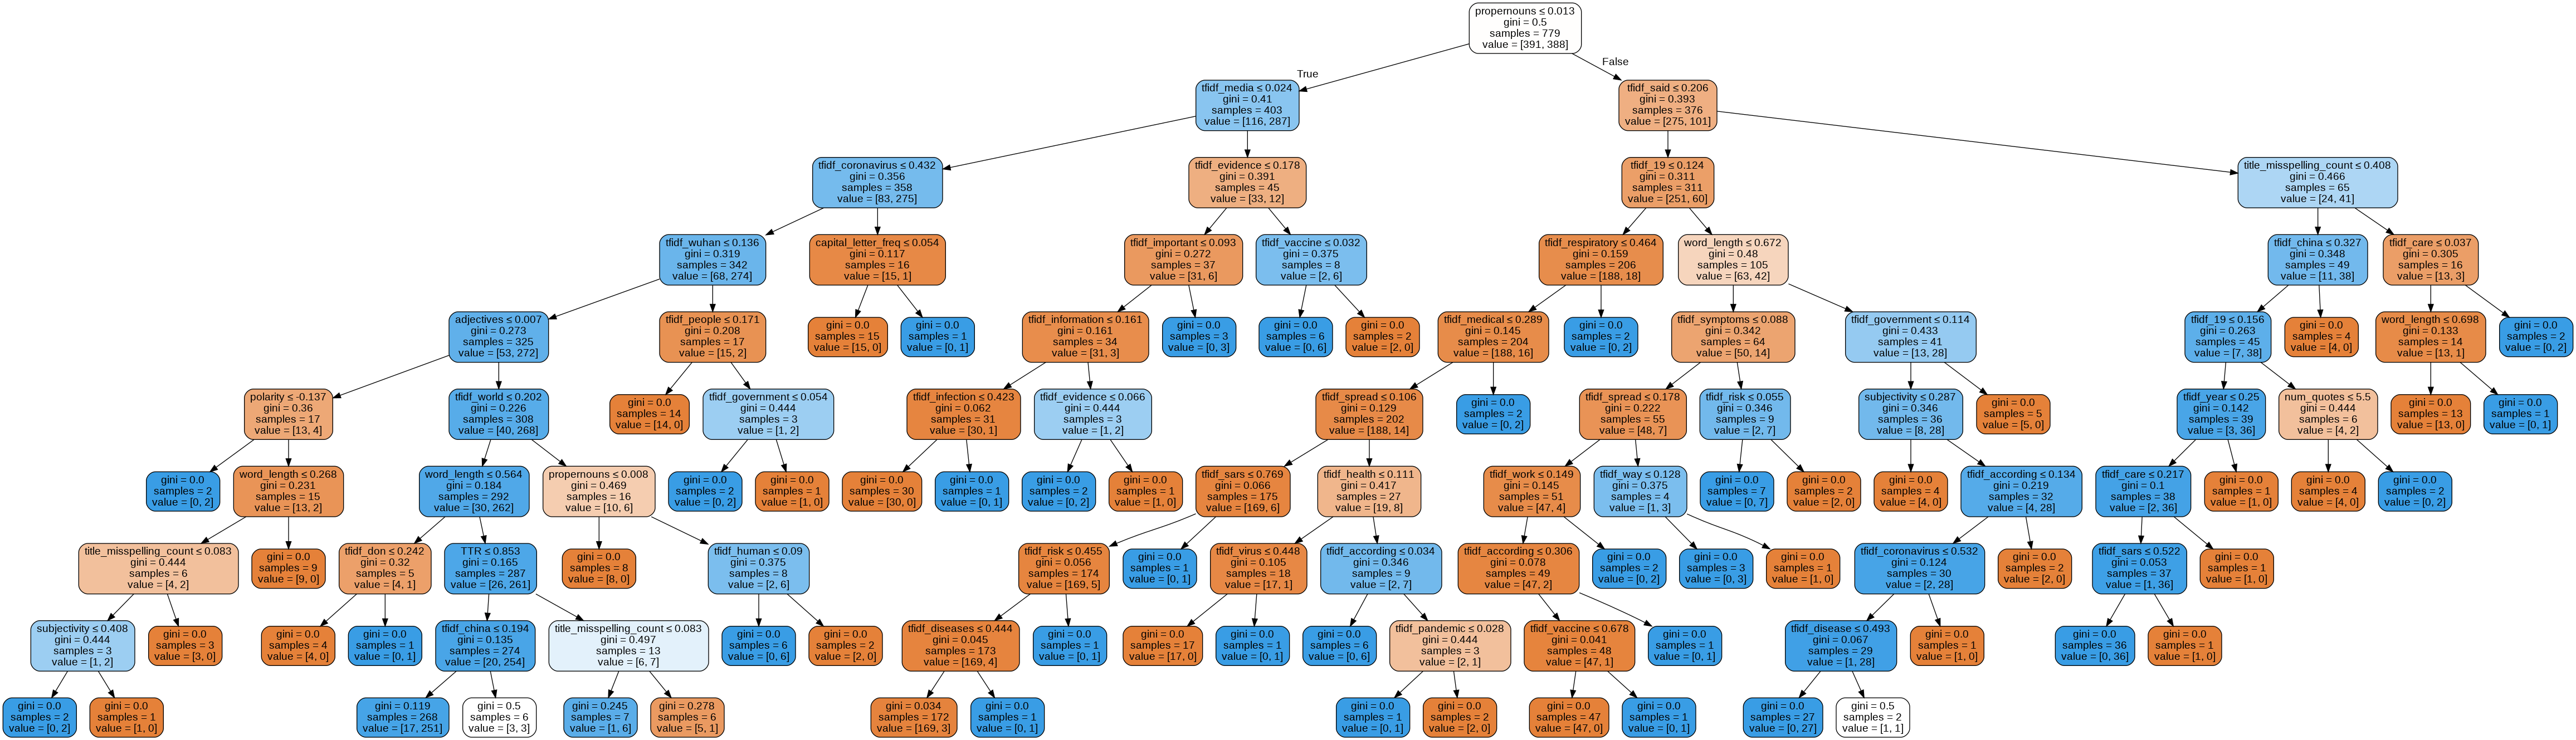 propernouns ≤ 0.013
gini = 0.5
samples = 779
value = [391, 388]
True
False
tfidf_media ≤ 0.024
gini = 0.41
samples = 403
value = [116, 287]
tfidf_said ≤ 0.206
gini = 0.393
samples = 376
value = [275, 101]
tfidf_coronavirus ≤ 0.432
gini = 0.356
samples = 358
value = [83, 275]
tfidf_evidence ≤ 0.178
gini = 0.391
samples = 45
value = [33, 12]
tfidf_19 ≤ 0.124
gini = 0.311
samples = 311
value = [251, 60]
title_misspelling_count ≤ 0.408
gini = 0.466
samples = 65
value = [24, 41]
tfidf_wuhan ≤ 0.136
gini = 0.319
samples = 342
value = [68, 274]
capital_letter_freq ≤ 0.054
gini = 0.117
samples = 16
value = [15, 1]
tfidf_important ≤ 0.093
gini = 0.272
samples = 37
value = [31, 6]
tfidf_vaccine ≤ 0.032
gini = 0.375
samples = 8
value = [2, 6]
tfidf_respiratory ≤ 0.464
gini = 0.159
samples = 206
value = [188, 18]
word_length ≤ 0.672
gini = 0.48
samples = 105
value = [63, 42]
tfidf_china ≤ 0.327
gini = 0.348
samples = 49
value = [11, 38]
tfidf_care ≤ 0.037
gini = 0.305
samples = 16
value = [13, 3]
adjectives ≤ 0.007
gini = 0.273
samples = 325
value = [53, 272]
tfidf_people ≤ 0.171
gini = 0.208
samples = 17
value = [15, 2]
gini = 0.0
samples = 15
value = [15, 0]
gini = 0.0
samples = 1
value = [0, 1]
tfidf_information ≤ 0.161
gini = 0.161
samples = 34
value = [31, 3]
gini = 0.0
samples = 3
value = [0, 3]
gini = 0.0
samples = 6
value = [0, 6]
gini = 0.0
samples = 2
value = [2, 0]
tfidf_medical ≤ 0.289
gini = 0.145
samples = 204
value = [188, 16]
gini = 0.0
samples = 2
value = [0, 2]
tfidf_symptoms ≤ 0.088
gini = 0.342
samples = 64
value = [50, 14]
tfidf_government ≤ 0.114
gini = 0.433
samples = 41
value = [13, 28]
tfidf_19 ≤ 0.156
gini = 0.263
samples = 45
value = [7, 38]
gini = 0.0
samples = 4
value = [4, 0]
word_length ≤ 0.698
gini = 0.133
samples = 14
value = [13, 1]
gini = 0.0
samples = 2
value = [0, 2]
polarity ≤ -0.137
gini = 0.36
samples = 17
value = [13, 4]
tfidf_world ≤ 0.202
gini = 0.226
samples = 308
value = [40, 268]
gini = 0.0
samples = 14
value = [14, 0]
tfidf_government ≤ 0.054
gini = 0.444
samples = 3
value = [1, 2]
tfidf_infection ≤ 0.423
gini = 0.062
samples = 31
value = [30, 1]
tfidf_evidence ≤ 0.066
gini = 0.444
samples = 3
value = [1, 2]
tfidf_spread ≤ 0.106
gini = 0.129
samples = 202
value = [188, 14]
gini = 0.0
samples = 2
value = [0, 2]
tfidf_spread ≤ 0.178
gini = 0.222
samples = 55
value = [48, 7]
tfidf_risk ≤ 0.055
gini = 0.346
samples = 9
value = [2, 7]
subjectivity ≤ 0.287
gini = 0.346
samples = 36
value = [8, 28]
gini = 0.0
samples = 5
value = [5, 0]
tfidf_year ≤ 0.25
gini = 0.142
samples = 39
value = [3, 36]
num_quotes ≤ 5.5
gini = 0.444
samples = 6
value = [4, 2]
gini = 0.0
samples = 13
value = [13, 0]
gini = 0.0
samples = 1
value = [0, 1]
gini = 0.0
samples = 2
value = [0, 2]
word_length ≤ 0.268
gini = 0.231
samples = 15
value = [13, 2]
word_length ≤ 0.564
gini = 0.184
samples = 292
value = [30, 262]
propernouns ≤ 0.008
gini = 0.469
samples = 16
value = [10, 6]
gini = 0.0
samples = 2
value = [0, 2]
gini = 0.0
samples = 1
value = [1, 0]
gini = 0.0
samples = 30
value = [30, 0]
gini = 0.0
samples = 1
value = [0, 1]
gini = 0.0
samples = 2
value = [0, 2]
gini = 0.0
samples = 1
value = [1, 0]
tfidf_sars ≤ 0.769
gini = 0.066
samples = 175
value = [169, 6]
tfidf_health ≤ 0.111
gini = 0.417
samples = 27
value = [19, 8]
tfidf_work ≤ 0.149
gini = 0.145
samples = 51
value = [47, 4]
tfidf_way ≤ 0.128
gini = 0.375
samples = 4
value = [1, 3]
gini = 0.0
samples = 7
value = [0, 7]
gini = 0.0
samples = 2
value = [2, 0]
gini = 0.0
samples = 4
value = [4, 0]
tfidf_according ≤ 0.134
gini = 0.219
samples = 32
value = [4, 28]
tfidf_care ≤ 0.217
gini = 0.1
samples = 38
value = [2, 36]
gini = 0.0
samples = 1
value = [1, 0]
gini = 0.0
samples = 4
value = [4, 0]
gini = 0.0
samples = 2
value = [0, 2]
title_misspelling_count ≤ 0.083
gini = 0.444
samples = 6
value = [4, 2]
gini = 0.0
samples = 9
value = [9, 0]
tfidf_don ≤ 0.242
gini = 0.32
samples = 5
value = [4, 1]
TTR ≤ 0.853
gini = 0.165
samples = 287
value = [26, 261]
gini = 0.0
samples = 8
value = [8, 0]
tfidf_human ≤ 0.09
gini = 0.375
samples = 8
value = [2, 6]
tfidf_risk ≤ 0.455
gini = 0.056
samples = 174
value = [169, 5]
gini = 0.0
samples = 1
value = [0, 1]
tfidf_virus ≤ 0.448
gini = 0.105
samples = 18
value = [17, 1]
tfidf_according ≤ 0.034
gini = 0.346
samples = 9
value = [2, 7]
tfidf_according ≤ 0.306
gini = 0.078
samples = 49
value = [47, 2]
gini = 0.0
samples = 2
value = [0, 2]
gini = 0.0
samples = 3
value = [0, 3]
gini = 0.0
samples = 1
value = [1, 0]
tfidf_coronavirus ≤ 0.532
gini = 0.124
samples = 30
value = [2, 28]
gini = 0.0
samples = 2
value = [2, 0]
tfidf_sars ≤ 0.522
gini = 0.053
samples = 37
value = [1, 36]
gini = 0.0
samples = 1
value = [1, 0]
subjectivity ≤ 0.408
gini = 0.444
samples = 3
value = [1, 2]
gini = 0.0
samples = 3
value = [3, 0]
gini = 0.0
samples = 4
value = [4, 0]
gini = 0.0
samples = 1
value = [0, 1]
tfidf_china ≤ 0.194
gini = 0.135
samples = 274
value = [20, 254]
title_misspelling_count ≤ 0.083
gini = 0.497
samples = 13
value = [6, 7]
gini = 0.0
samples = 6
value = [0, 6]
gini = 0.0
samples = 2
value = [2, 0]
tfidf_diseases ≤ 0.444
gini = 0.045
samples = 173
value = [169, 4]
gini = 0.0
samples = 1
value = [0, 1]
gini = 0.0
samples = 17
value = [17, 0]
gini = 0.0
samples = 1
value = [0, 1]
gini = 0.0
samples = 6
value = [0, 6]
tfidf_pandemic ≤ 0.028
gini = 0.444
samples = 3
value = [2, 1]
tfidf_vaccine ≤ 0.678
gini = 0.041
samples = 48
value = [47, 1]
gini = 0.0
samples = 1
value = [0, 1]
tfidf_disease ≤ 0.493
gini = 0.067
samples = 29
value = [1, 28]
gini = 0.0
samples = 1
value = [1, 0]
gini = 0.0
samples = 36
value = [0, 36]
gini = 0.0
samples = 1
value = [1, 0]
gini = 0.0
samples = 2
value = [0, 2]
gini = 0.0
samples = 1
value = [1, 0]
gini = 0.119
samples = 268
value = [17, 251]
gini = 0.5
samples = 6
value = [3, 3]
gini = 0.245
samples = 7
value = [1, 6]
gini = 0.278
samples = 6
value = [5, 1]
gini = 0.034
samples = 172
value = [169, 3]
gini = 0.0
samples = 1
value = [0, 1]
gini = 0.0
samples = 1
value = [0, 1]
gini = 0.0
samples = 2
value = [2, 0]
gini = 0.0
samples = 47
value = [47, 0]
gini = 0.0
samples = 1
value = [0, 1]
gini = 0.0
samples = 27
value = [0, 27]
gini = 0.5
samples = 2
value = [1, 1]